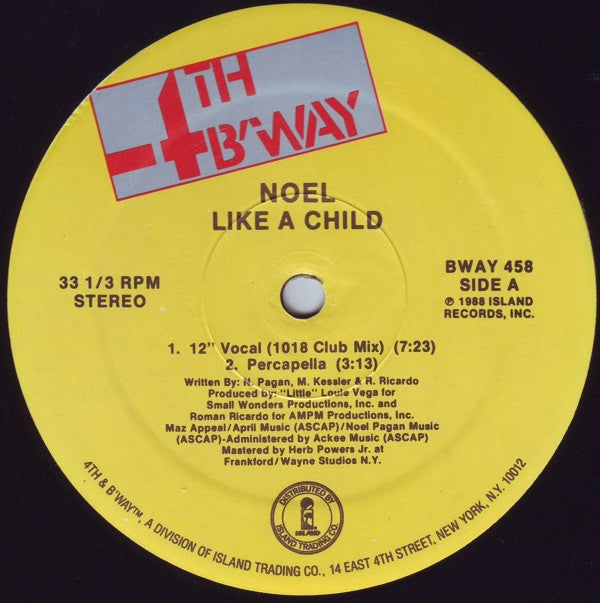 4TH
B'WAY
NOEL
LIKE A CHILD
33 1/3 RPM
STEREO
BWAY 458
SIDE A
℗ 1988 ISLAND
RECORDS, INC.
1. 12" Vocal (1018 Club Mix) (7:23)
2. Percapella (3:13)
Written By: N. Pagan, M. Kessler & R. Ricardo
Produced by: "Little" Louie Vega for
Small Wonders Productions, Inc. and
Roman Ricardo for AMPM Productions, Inc.
Maz Appeal/April Music (ASCAP)/Noel Pagan Music
(ASCAP)-Administered by Ackee Music (ASCAP)
Mastered by Herb Powers Jr. at
Frankford/Wayne Studios N.Y.
DISTRIBUTED BY
ISLAND
ISLAND TRADING CO.
4TH & B'WAY™, A DIVISION OF ISLAND TRADING CO., 14 EAST 4TH STREET, NEW YORK, N.Y. 10012